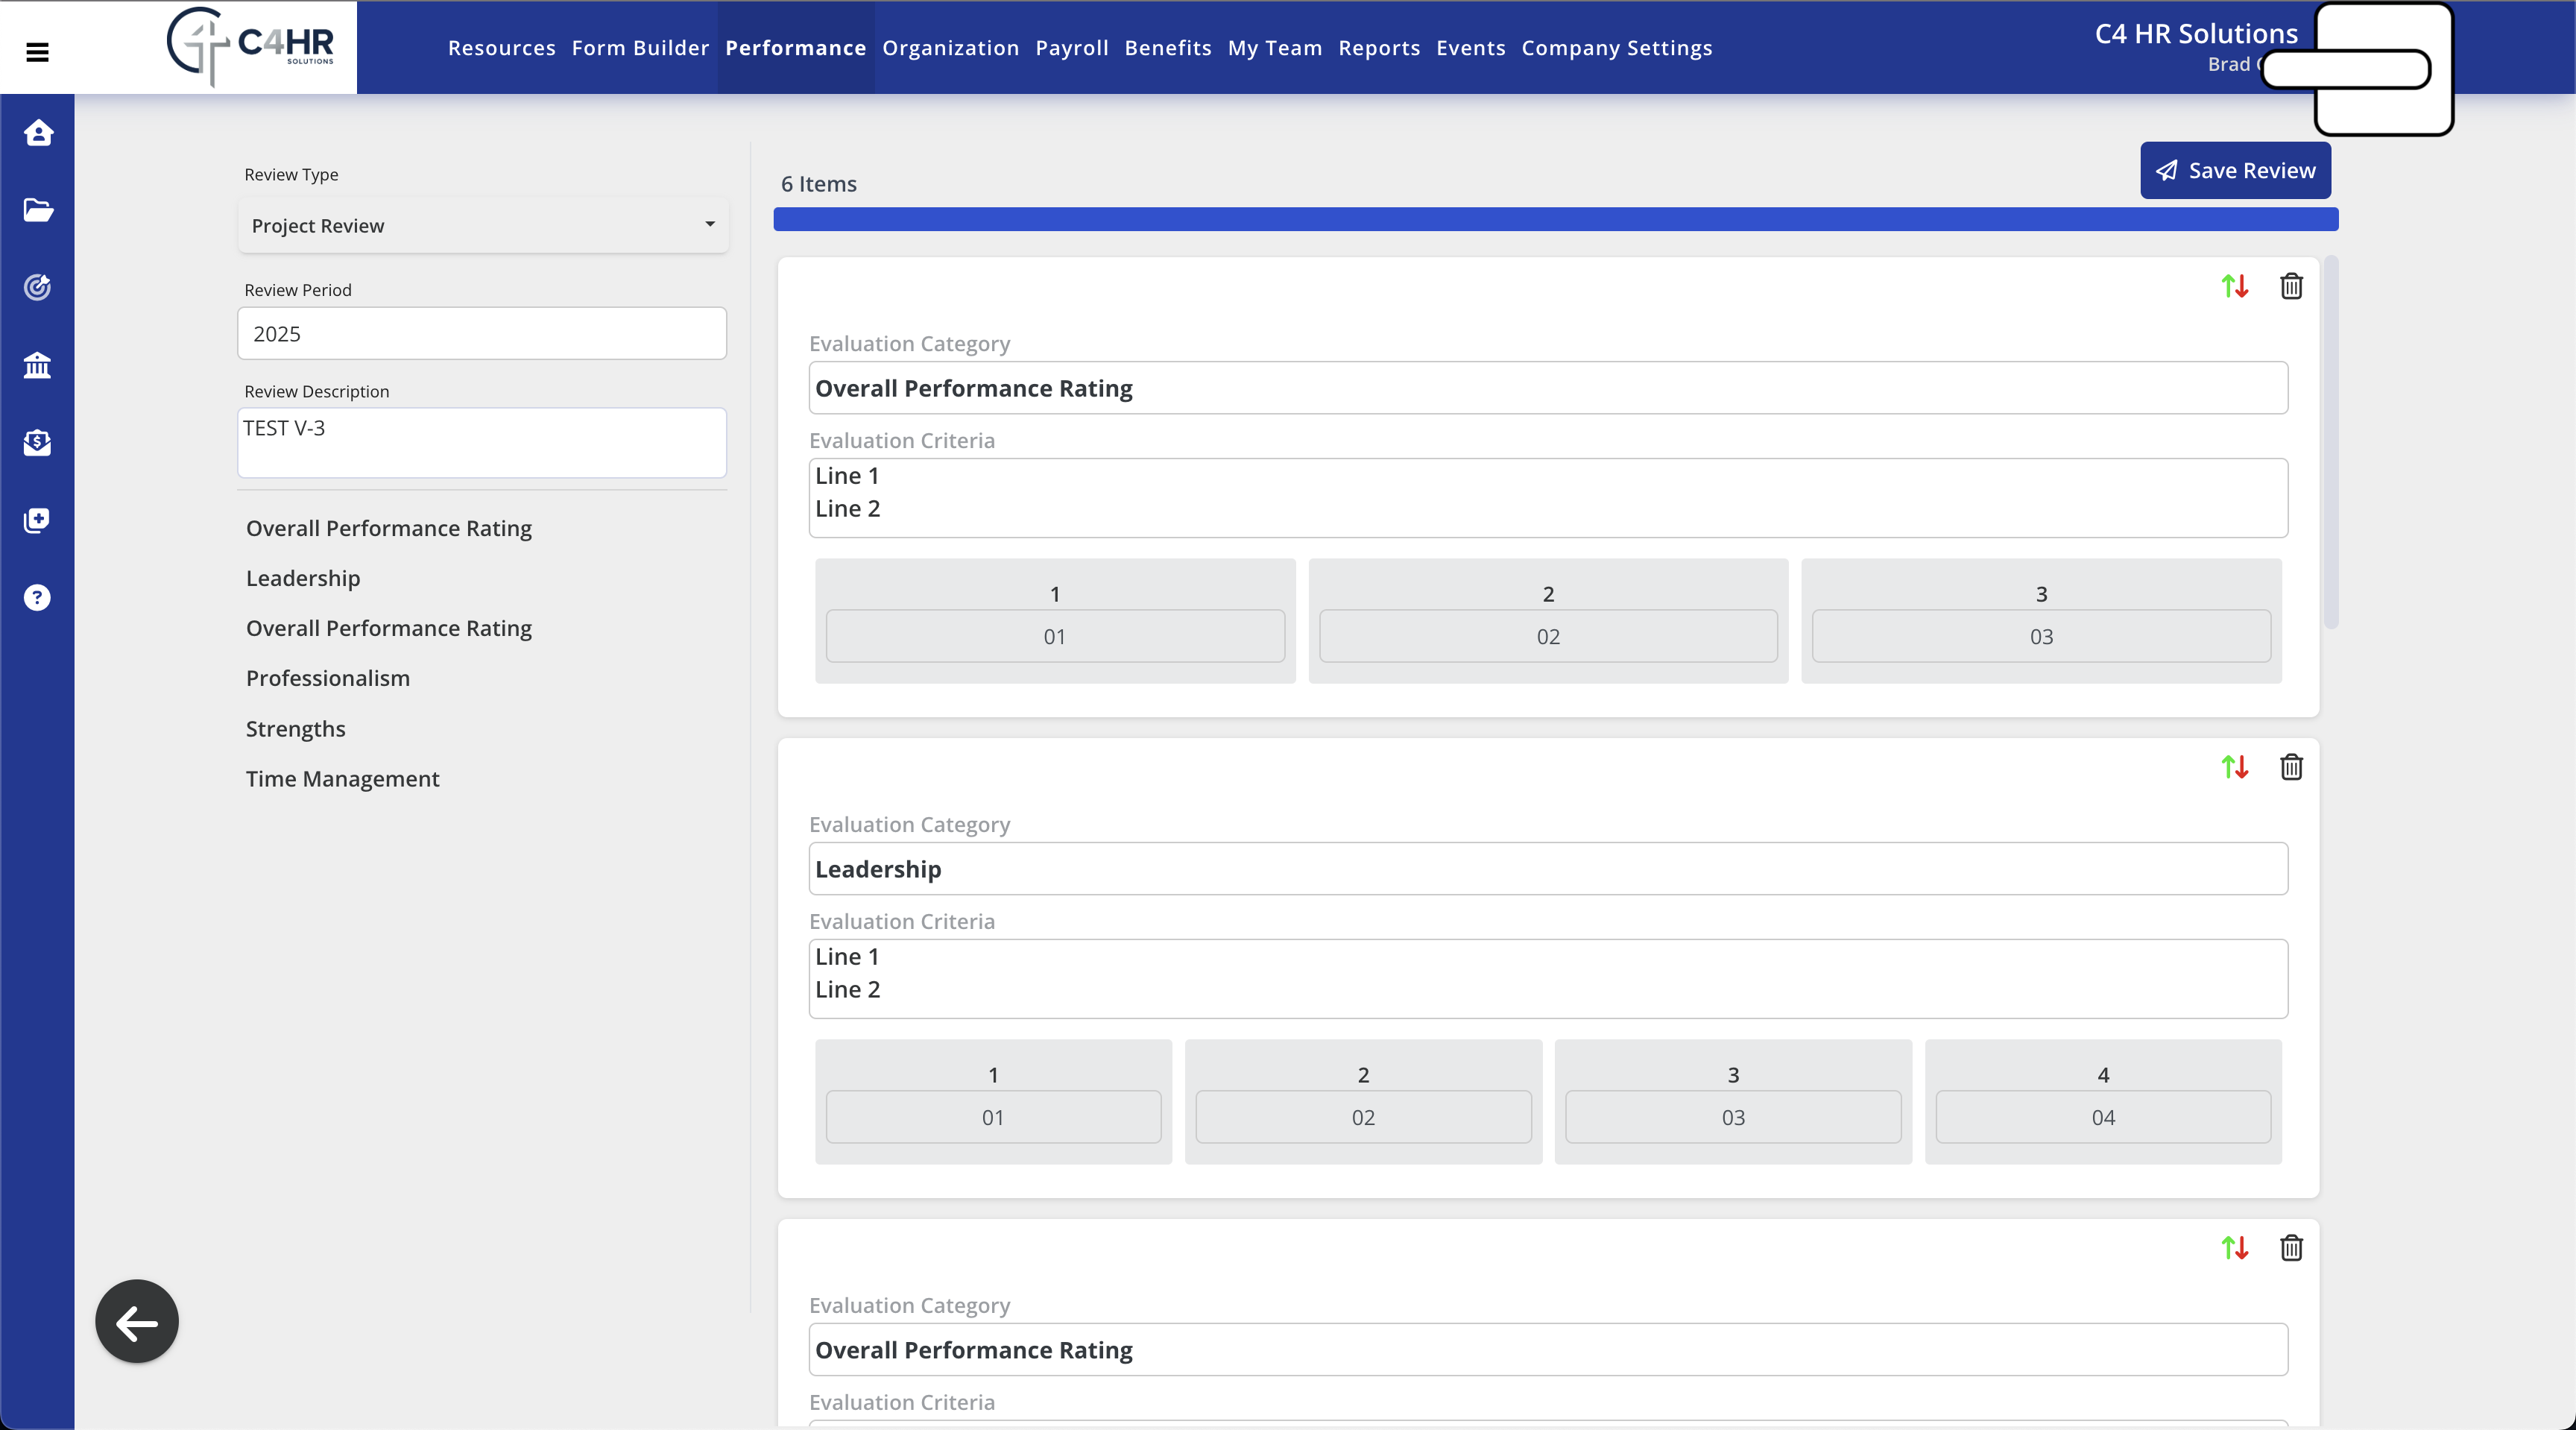 C4HR
SOLUTIONS
Resources Form Builder Performance Organization Payroll Benefits My Team Reports Events Company Settings
C4 HR Solutions
Brad
Review Type
Project Review
Review Period
2025
Review Description
TEST V-3
Overall Performance Rating
Leadership
Overall Performance Rating
Professionalism
Strengths
Time Management
6 Items
Save Review
Evaluation Category
Overall Performance Rating
Evaluation Criteria
Line 1
Line 2
1 2 3
01 02 03
Evaluation Category
Leadership
Evaluation Criteria
Line 1
Line 2
1 2 3 4
01 02 03 04
Evaluation Category
Overall Performance Rating
Evaluation Criteria